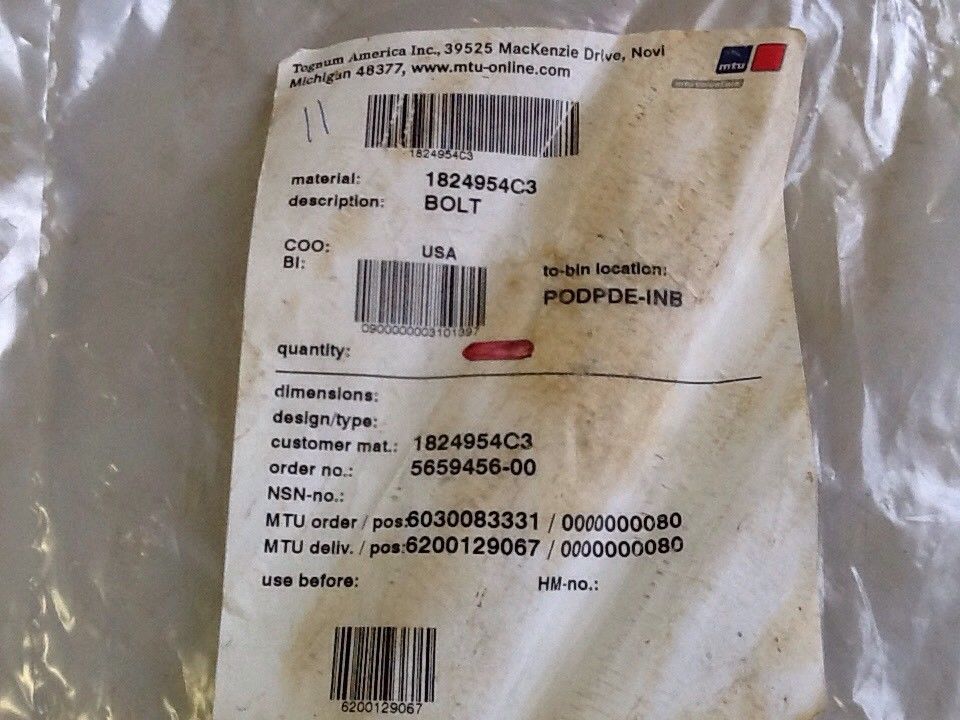 Tognum America Inc., 39525 MacKenzie Drive, Novi
Michigan 48377, www.mtu-online.com
mtu
11
1824954C3
material: 1824954C3
description: BOLT
COO: USA
BI:
to-bin location:
PODPDE-INB
0900000003101397
quantity:
dimensions:
design/type:
customer mat.: 1824954C3
order no.: 5659456-00
NSN-no.:
MTU order / pos: 6030083331 / 0000000080
MTU deliv. / pos: 6200129067 / 0000000080
use before: HM-no.:
6200129067